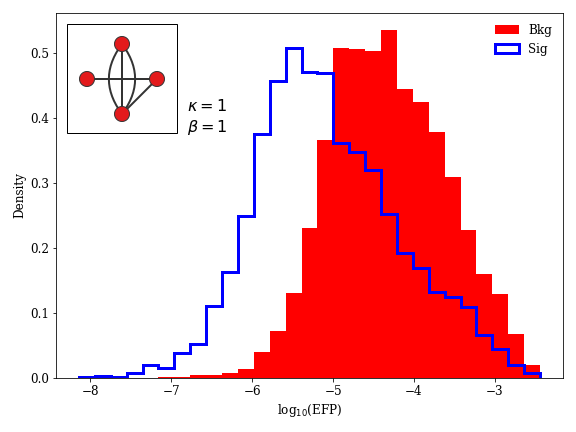 Bkg
Sig
κ = 1
β = 1
Density
0.5
0.4
0.3
0.2
0.1
0.0
−8 −7 −6 −5 −4 −3
log₁₀(EFP)